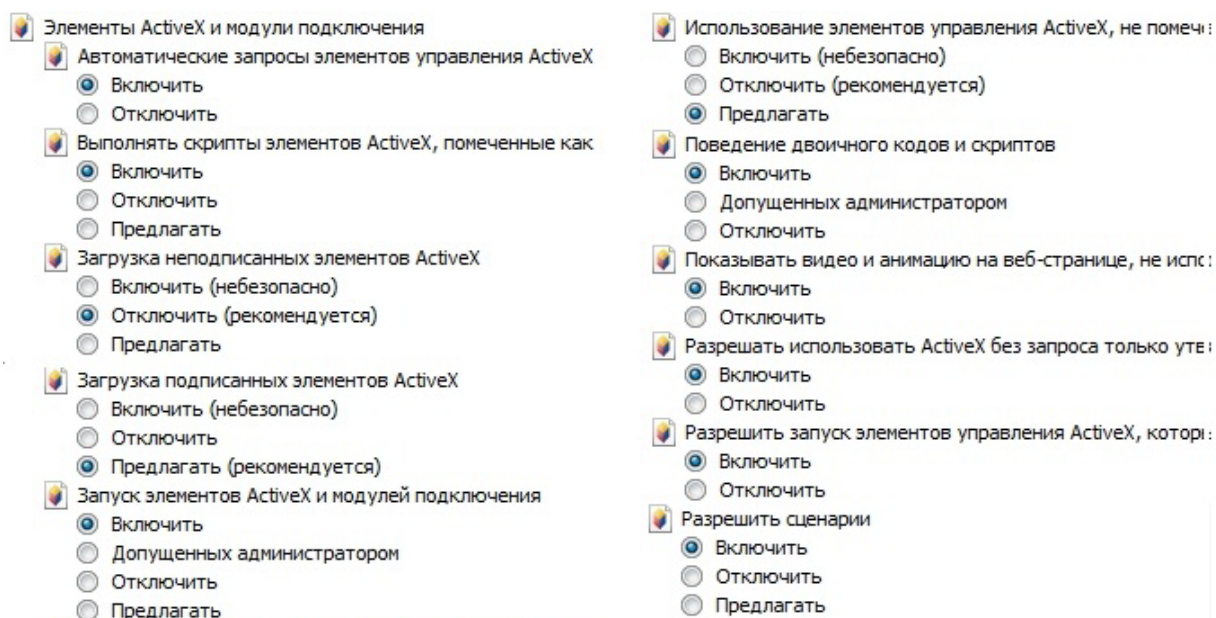 Элементы ActiveX и модули подключения
Автоматические запросы элементов управления ActiveX
Включить
Отключить
Выполнять скрипты элементов ActiveX, помеченные как
Включить
Отключить
Предлагать
Загрузка неподписанных элементов ActiveX
Включить (небезопасно)
Отключить (рекомендуется)
Предлагать
Загрузка подписанных элементов ActiveX
Включить (небезопасно)
Отключить
Предлагать (рекомендуется)
Запуск элементов ActiveX и модулей подключения
Включить
Допущенных администратором
Отключить
Предлагать
Использование элементов управления ActiveX, не
Включить (небезопасно)
Отключить (рекомендуется)
Предлагать
Поведение двоичного кодов и скриптов
Включить
Допущенных администратором
Отключить
Показывать видео и анимацию на веб-странице, не
Включить
Отключить
Разрешать использовать ActiveX без запроса только
Включить
Отключить
Разрешить запуск элементов управления ActiveX,
Включить
Отключить
Разрешить сценарии
Включить
Отключить
Предлагать